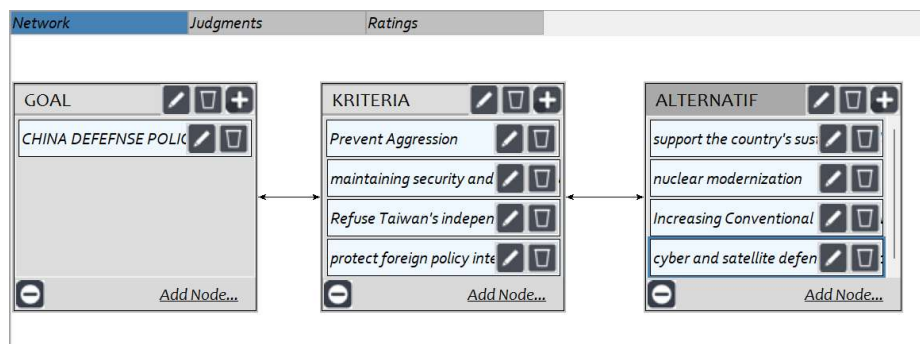 Network Judgments Ratings
GOAL
CHINA DEFEFNSE POLIC
Add Node...
KRITERIA
Prevent Aggression
maintaining security and
Refuse Taiwan's indepen
protect foreign policy inte
Add Node...
ALTERNATIF
support the country's sus
nuclear modernization
Increasing Conventional
cyber and satellite defen
Add Node...